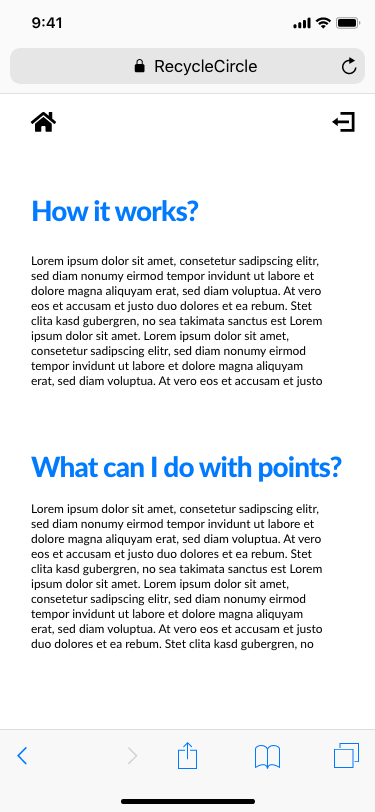 9:41
RecycleCircle
How it works?
Lorem ipsum dolor sit amet, consetetur sadipscing elitr,
sed diam nonumy eirmod tempor invidunt ut labore et
dolore magna aliquyam erat, sed diam voluptua. At vero
eos et accusam et justo duo dolores et ea rebum. Stet
clita kasd gubergren, no sea takimata sanctus est Lorem
ipsum dolor sit amet. Lorem ipsum dolor sit amet,
consetetur sadipscing elitr, sed diam nonumy eirmod
tempor invidunt ut labore et dolore magna aliquyam
erat, sed diam voluptua. At vero eos et accusam et justo
What can I do with points?
Lorem ipsum dolor sit amet, consetetur sadipscing elitr,
sed diam nonumy eirmod tempor invidunt ut labore et
dolore magna aliquyam erat, sed diam voluptua. At vero
eos et accusam et justo duo dolores et ea rebum. Stet
clita kasd gubergren, no sea takimata sanctus est Lorem
ipsum dolor sit amet. Lorem ipsum dolor sit amet,
consetetur sadipscing elitr, sed diam nonumy eirmod
tempor invidunt ut labore et dolore magna aliquyam
erat, sed diam voluptua. At vero eos et accusam et justo
duo dolores et ea rebum. Stet clita kasd gubergren, no